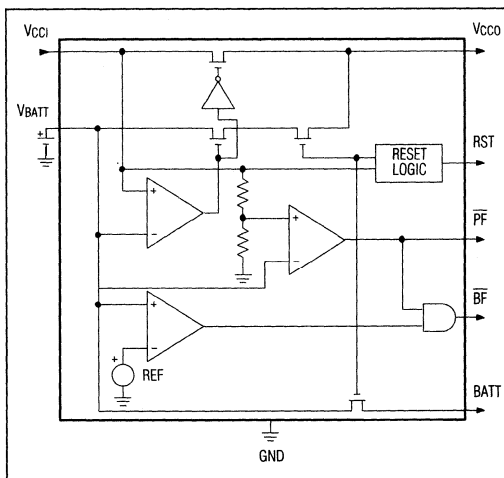 VCCI
VCCO
VBATT
+
RST
RESET
LOGIC
+
−
+
−
PF
+
−
BF
+
REF
BATT
GND